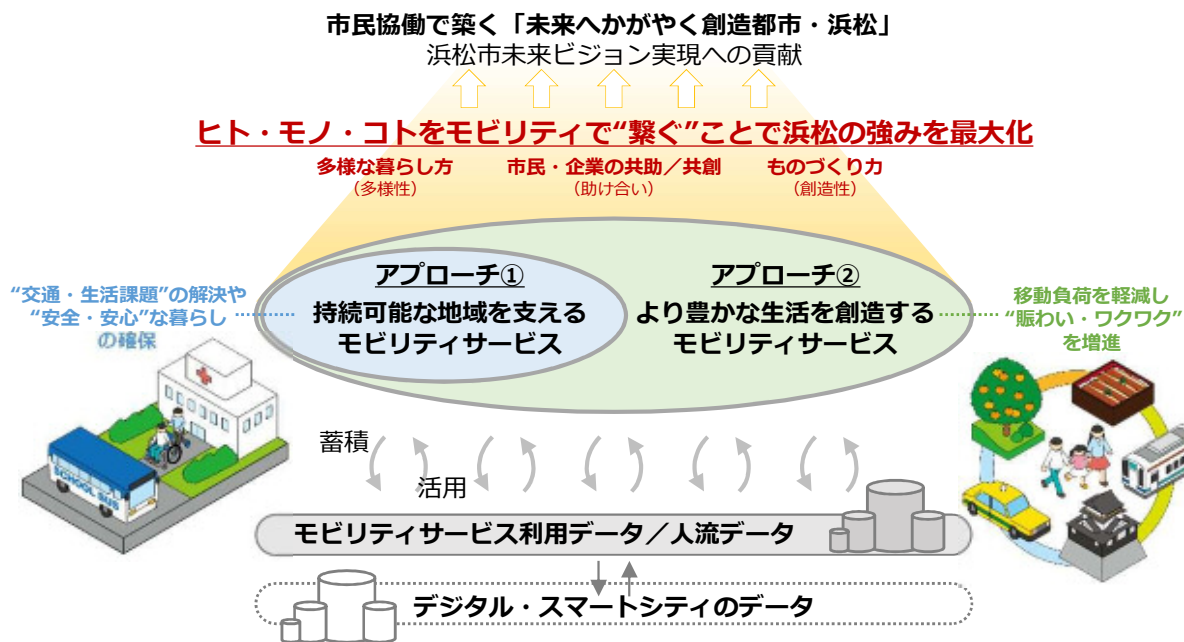 市民協働で築く「未来へかがやく創造都市・浜松」
浜松市未来ビジョン実現への貢献
ヒト・モノ・コトをモビリティで“繋ぐ”ことで浜松の強みを最大化
多様な暮らし方
（多様性）
市民・企業の共助／共創
（助け合い）
ものづくり力
（創造性）
“交通・生活課題”の解決や
“安全・安心”な暮らし
の確保
アプローチ①
持続可能な地域を支える
モビリティサービス
アプローチ②
より豊かな生活を創造する
モビリティサービス
移動負荷を軽減し
“賑わい・ワクワク”
を増進
SCHOOL BUS
蓄積
活用
モビリティサービス利用データ／人流データ
デジタル・スマートシティのデータ